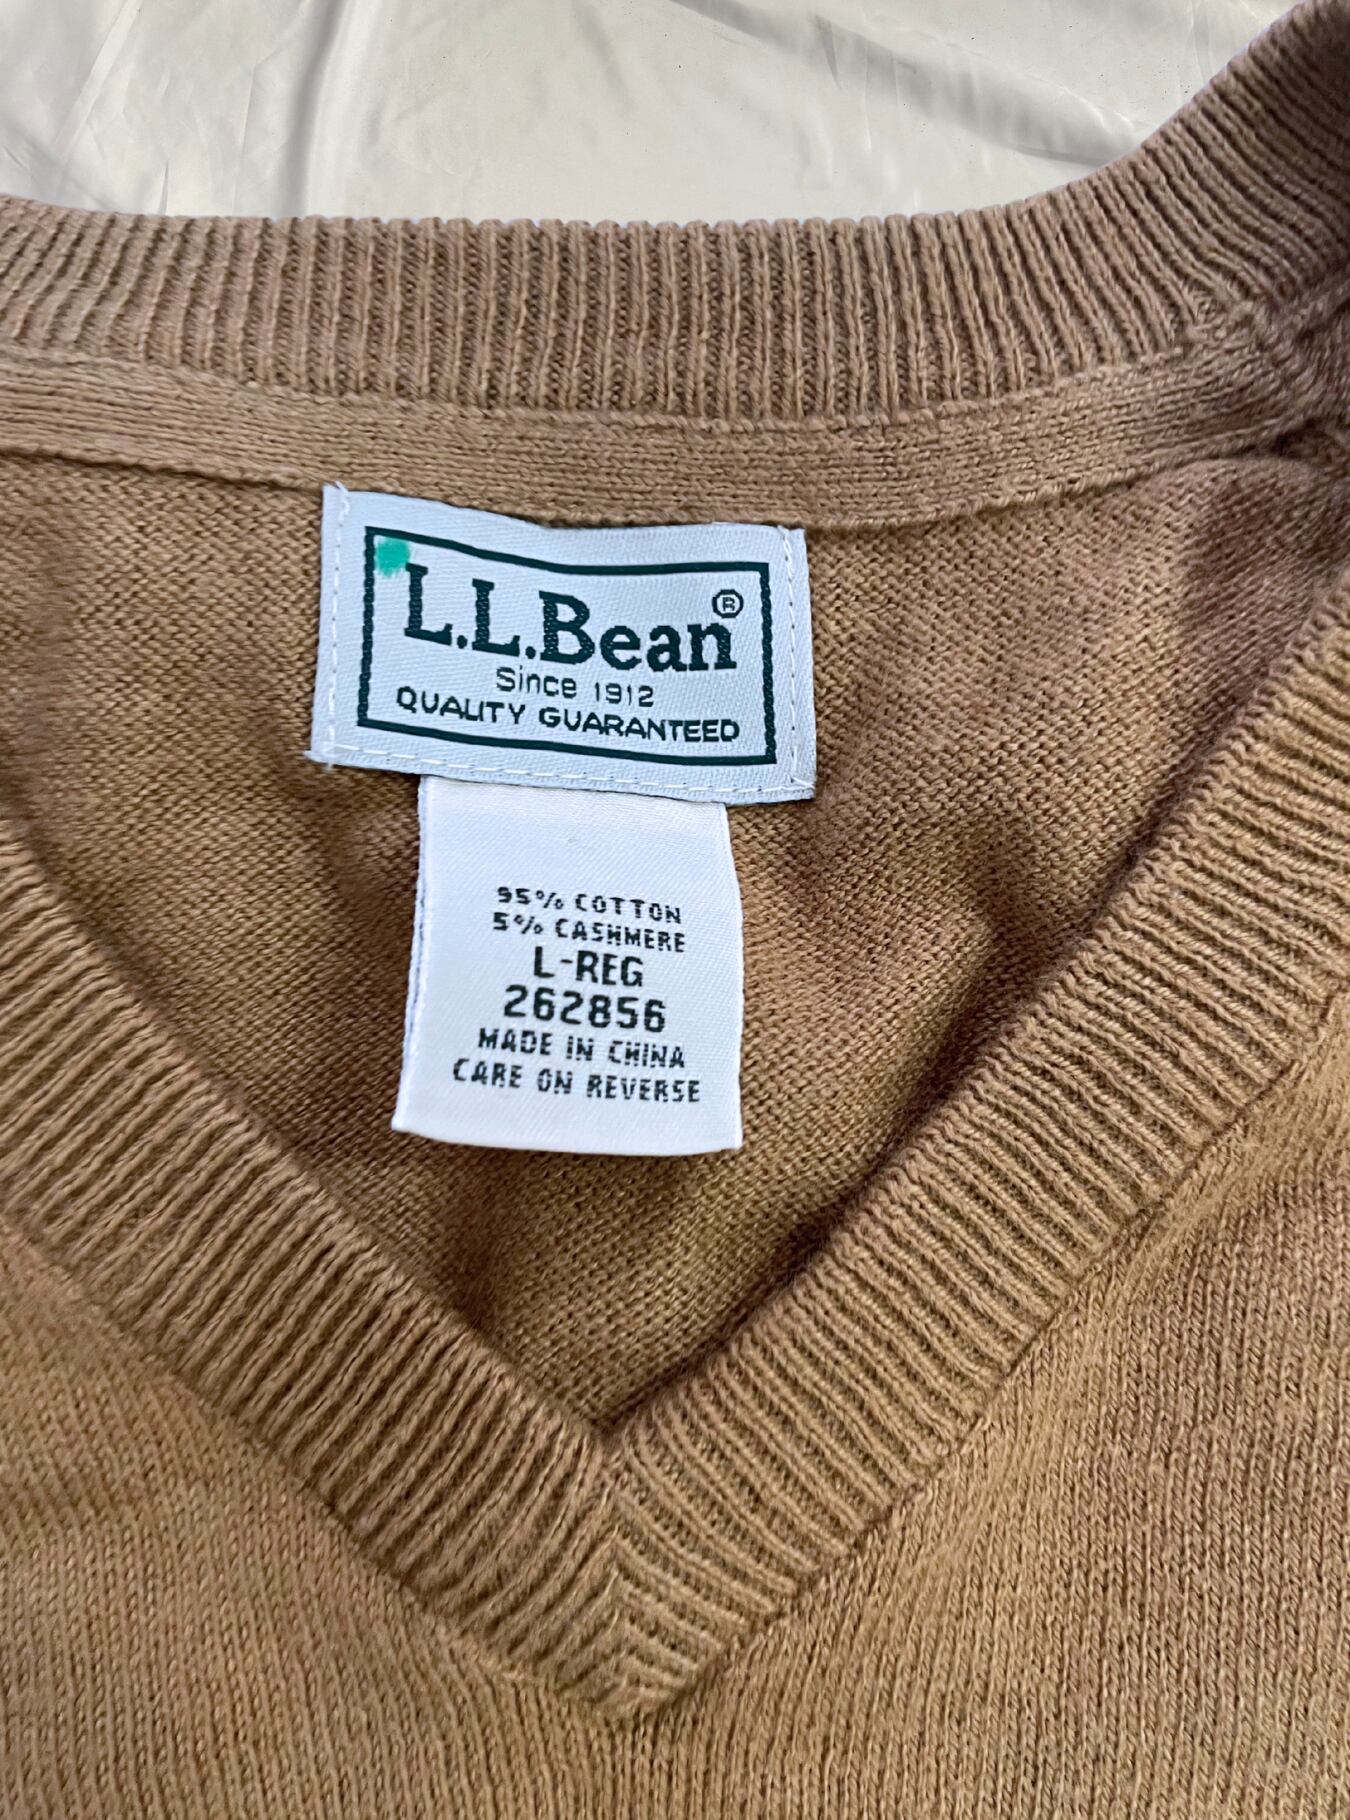 L.L.Bean®
Since 1912
QUALITY GUARANTEED
95% COTTON
5% CASHMERE
L-REG
262856
MADE IN CHINA
CARE ON REVERSE